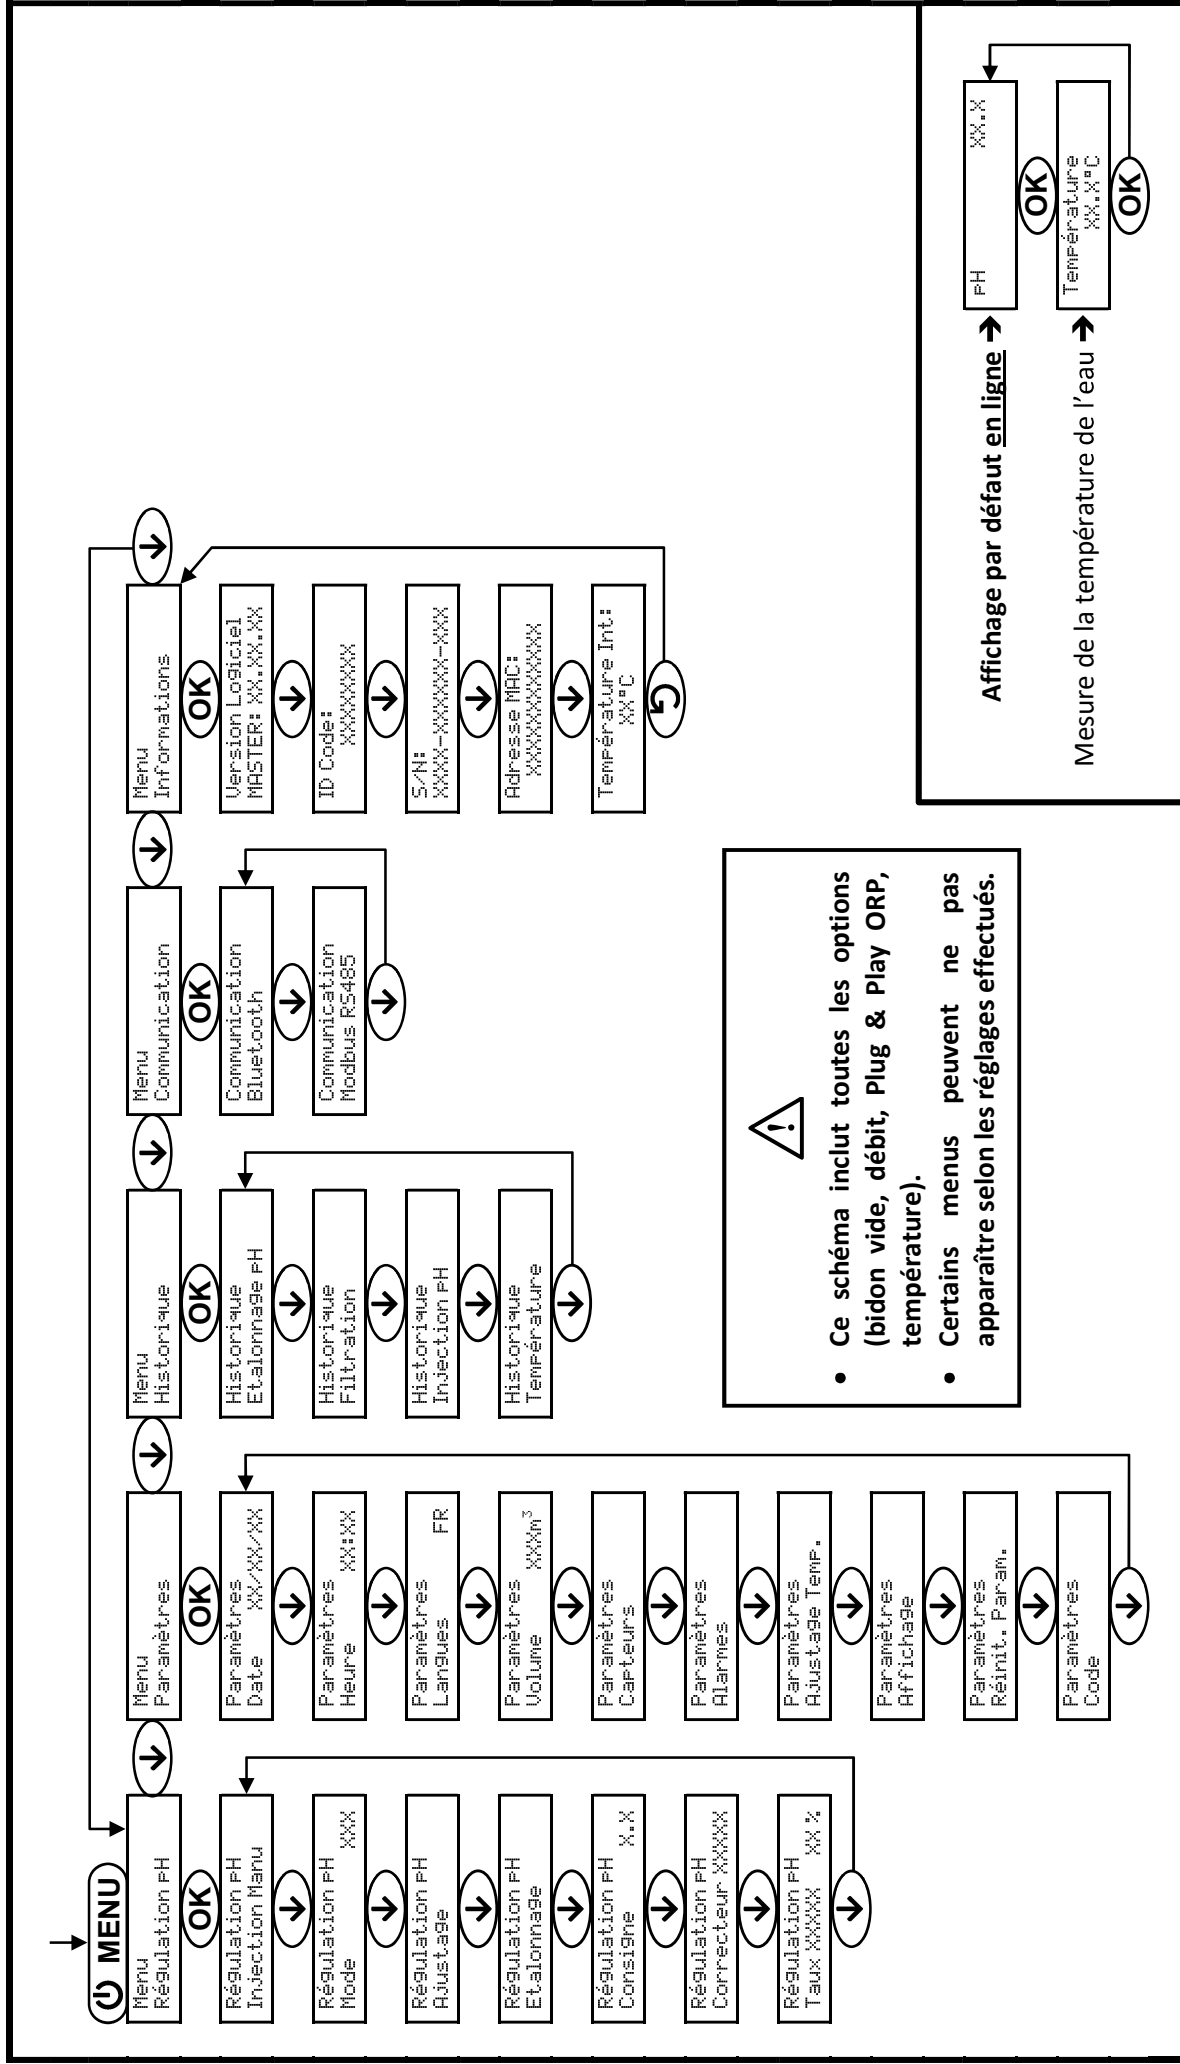 MENU
Menu
Régulation pH
OK
Régulation pH
Injection Manu
Régulation pH
Mode XXX
Régulation pH
Ajustage
Régulation pH
Etalonnage
Régulation pH
Consigne X.X
Régulation pH
Correcteur XXXXX
Régulation pH
Taux XXXXX XX %
Menu
Paramètres
OK
Paramètres
Date XX/XX/XX
Paramètres
Heure XX:XX
Paramètres
Langues FR
Paramètres
Volume XXXm³
Paramètres
Capteurs
Paramètres
Alarmes
Paramètres
Ajustage Temp.
Paramètres
Affichage
Paramètres
Réinit. Param.
Paramètres
Code
Menu
Historique
OK
Historique
Etalonnage pH
Historique
Filtration
Historique
Injection pH
Historique
Température
Menu
Communication
OK
Communication
Bluetooth
Communication
Modbus RS485
Menu
Informations
OK
Version Logiciel
MASTER: XX.XX.XX
ID Code:
XXXXXXXX
S/N:
XXXX-XXXXXX-XXX
Adresse MAC:
XXXXXXXXXXXX
Température Int:
XX°C
• Ce schéma inclut toutes les options
(bidon vide, débit, Plug & Play ORP,
température).
• Certains menus peuvent ne pas
apparaître selon les réglages effectués.
Affichage par défaut en ligne →
pH XX.X
OK
Mesure de la température de l'eau →
Température
XX.X°C
OK